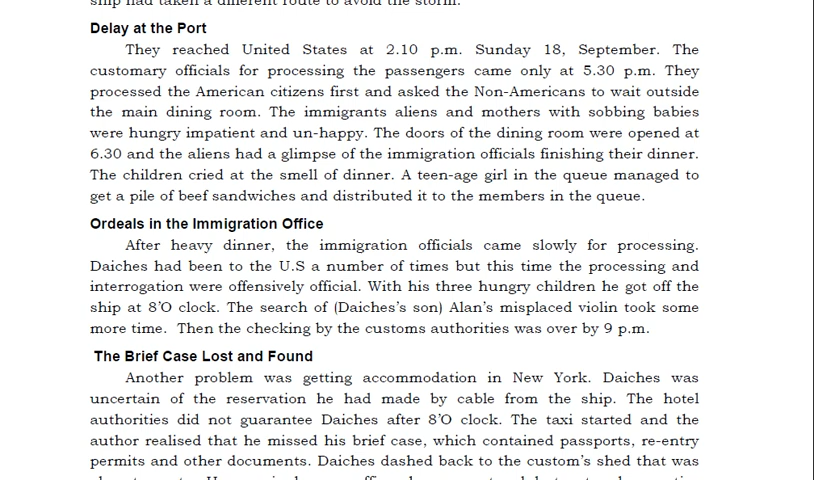 ship had taken a different route to avoid the storm.
Delay at the Port
They reached United States at 2.10 p.m. Sunday 18, September. The
customary officials for processing the passengers came only at 5.30 p.m. They
processed the American citizens first and asked the Non-Americans to wait outside
the main dining room. The immigrants aliens and mothers with sobbing babies
were hungry impatient and un-happy. The doors of the dining room were opened at
6.30 and the aliens had a glimpse of the immigration officials finishing their dinner.
The children cried at the smell of dinner. A teen-age girl in the queue managed to
get a pile of beef sandwiches and distributed it to the members in the queue.
Ordeals in the Immigration Office
After heavy dinner, the immigration officials came slowly for processing.
Daiches had been to the U.S a number of times but this time the processing and
interrogation were offensively official. With his three hungry children he got off the
ship at 8’O clock. The search of (Daiches’s son) Alan’s misplaced violin took some
more time. Then the checking by the customs authorities was over by 9 p.m.
The Brief Case Lost and Found
Another problem was getting accommodation in New York. Daiches was
uncertain of the reservation he had made by cable from the ship. The hotel
authorities did not guarantee Daiches after 8’O clock. The taxi started and the
author realised that he missed his brief case, which contained passports, re-entry
permits and other documents. Daiches dashed back to the custom’s shed that was